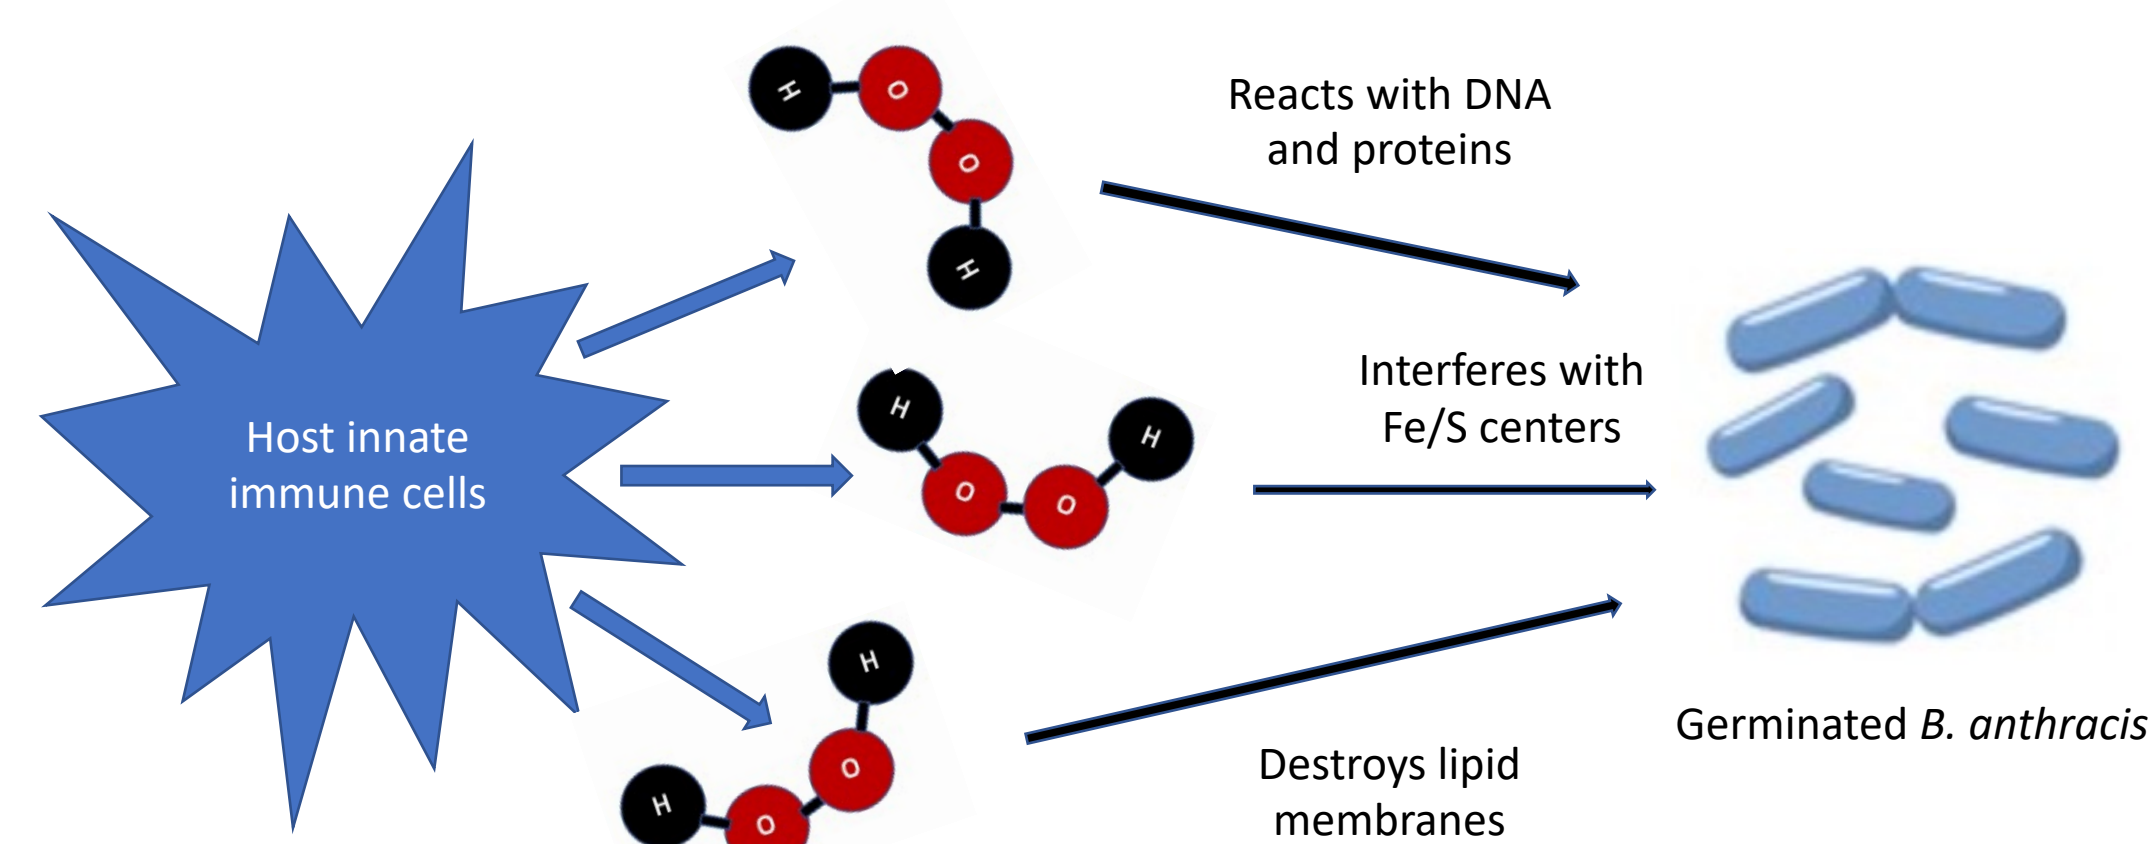 H
O
O
H
Reacts with DNA
and proteins
Host innate
immune cells
H
O
O
H
Interferes with
Fe/S centers
H
O
O
H
Destroys lipid
membranes
Germinated B. anthracis